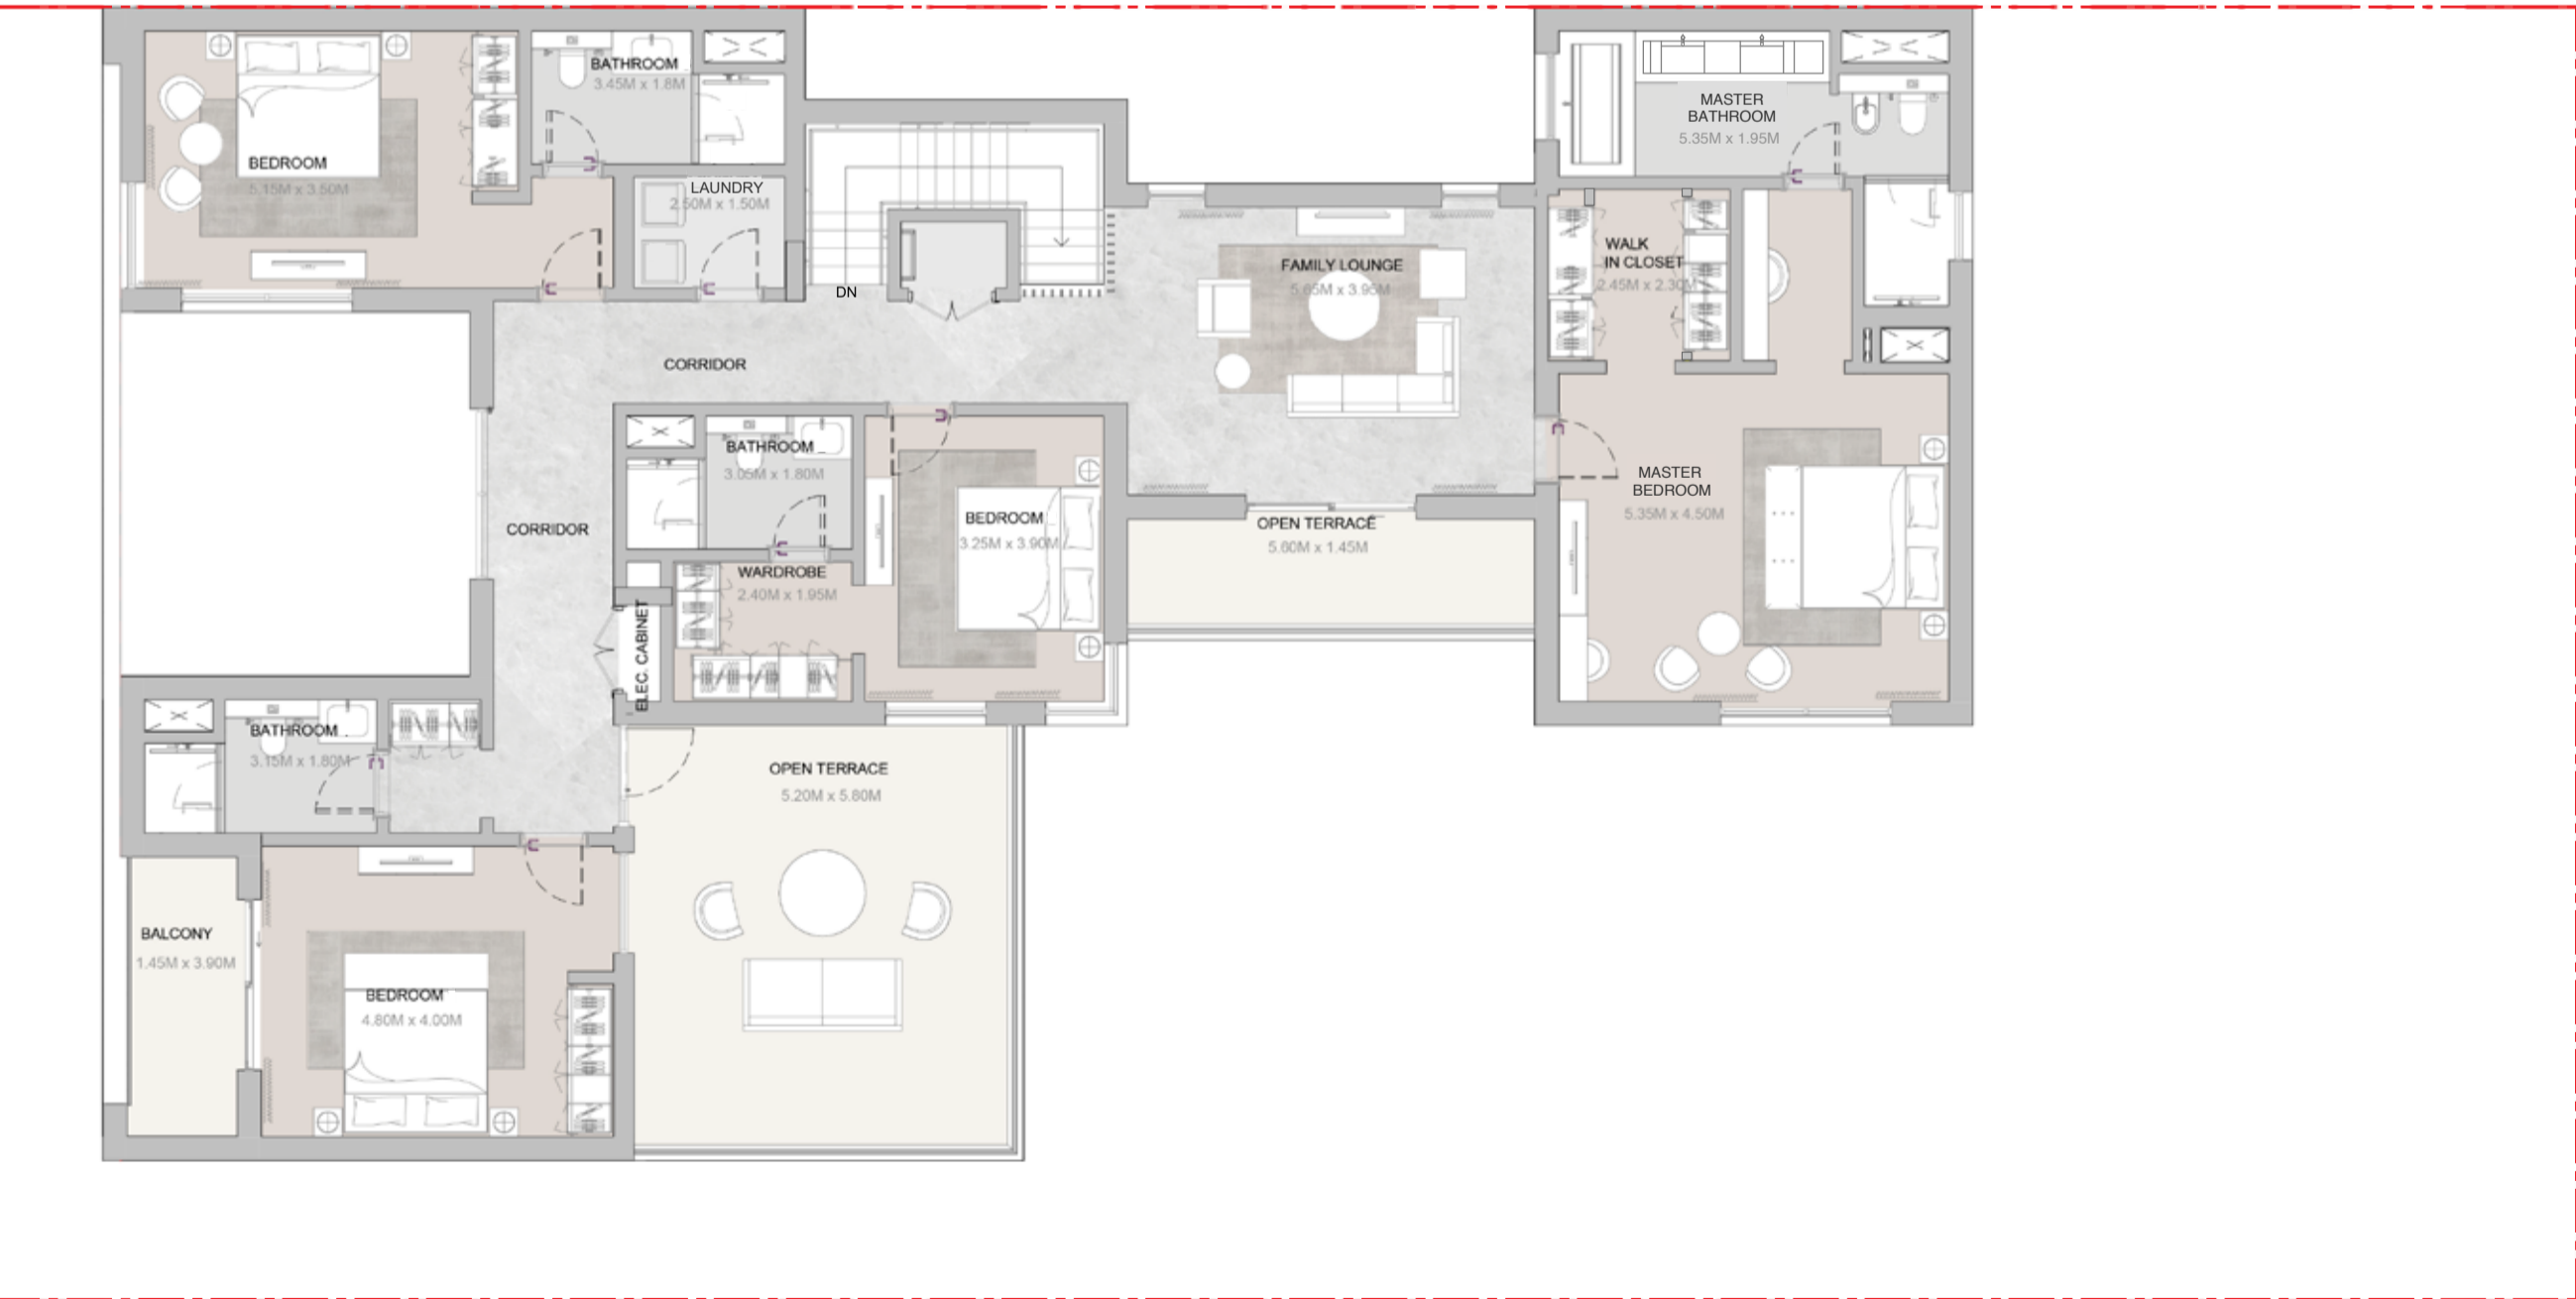 BEDROOM
5.15M x 3.50M
BATHROOM
3.45M x 1.8M
LAUNDRY
2.50M x 1.50M
DN
FAMILY LOUNGE
5.65M x 3.95M
MASTER
BATHROOM
5.35M x 1.95M
WALK
IN CLOSET
2.45M x 2.30M
CORRIDOR
BATHROOM
3.05M x 1.80M
BEDROOM
3.25M x 3.90M
WARDROBE
2.40M x 1.95M
ELEC. CABINET
CORRIDOR
OPEN TERRACE
5.60M x 1.45M
MASTER
BEDROOM
5.35M x 4.50M
BATHROOM
3.15M x 1.80M
OPEN TERRACE
5.20M x 5.80M
BALCONY
1.45M x 3.90M
BEDROOM
4.80M x 4.00M